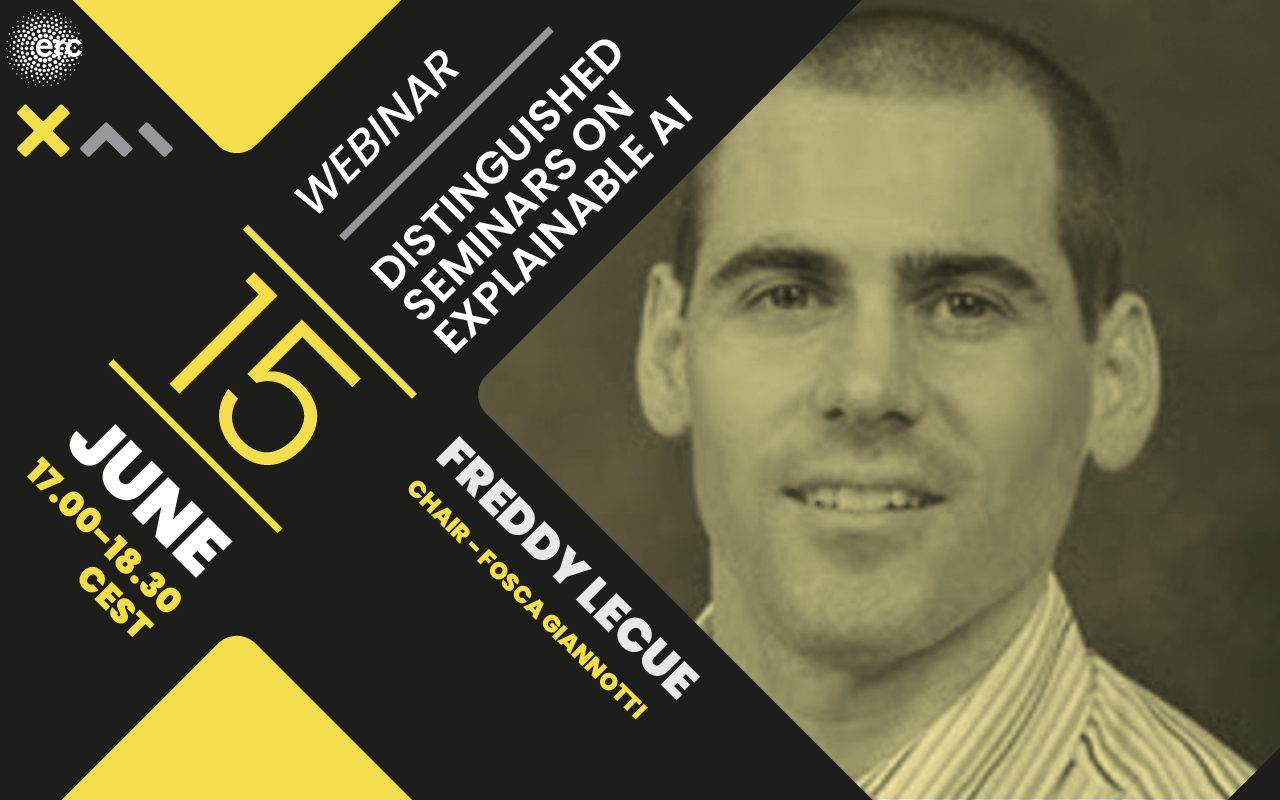 erc
XAI
WEBINAR
DISTINGUISHED
SEMINARS ON
EXPLAINABLE AI
15
JUNE
17.00–18.30
CEST
FREDDY LECUE
CHAIR – FOSCA GIANNOTTI